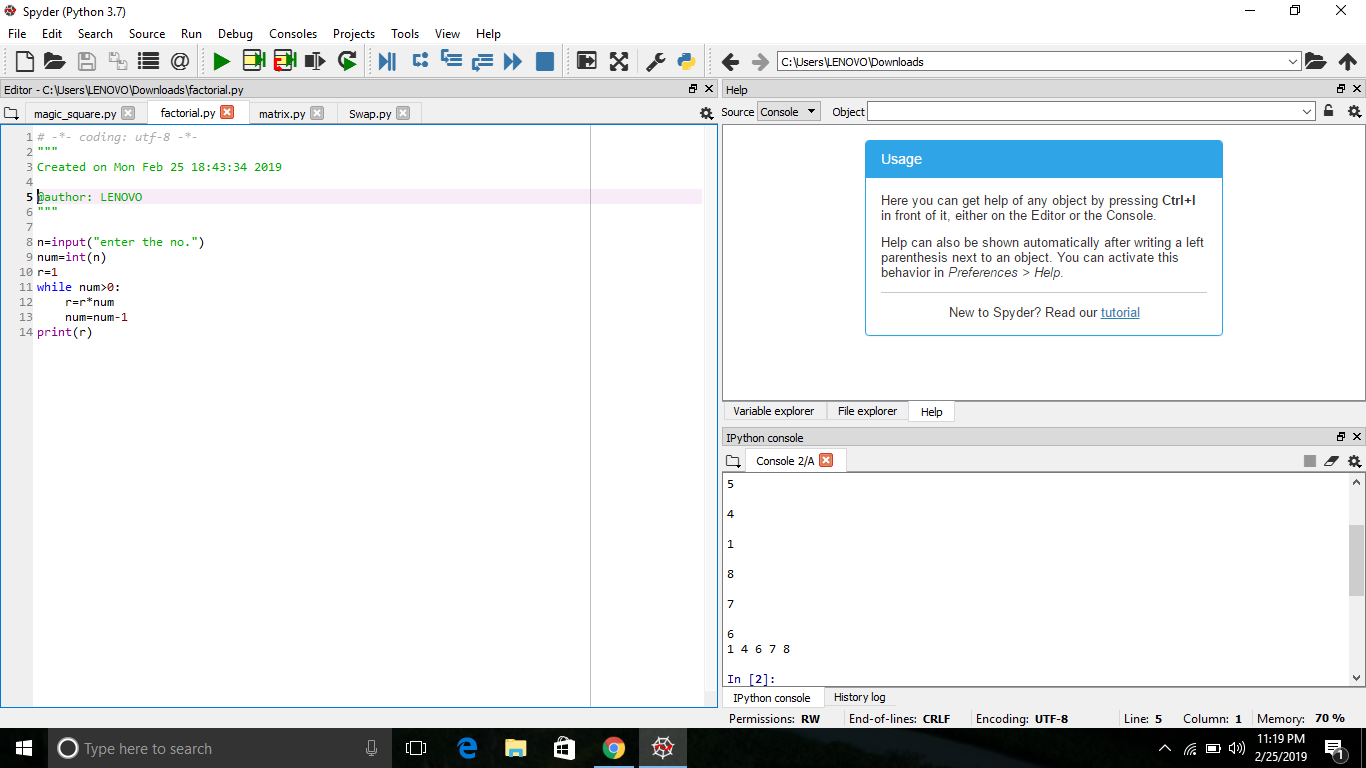 Spyder (Python 3.7)
File Edit Search Source Run Debug Consoles Projects Tools View Help
C:\Users\LENOVO\Downloads
Editor - C:\Users\LENOVO\Downloads\factorial.py
magic_square.py factorial.py matrix.py Swap.py
1 # -*- coding: utf-8 -*-
2 """
3 Created on Mon Feb 25 18:43:34 2019
4
5 @author: LENOVO
6 """
7
8 n=input("enter the no.")
9 num=int(n)
10 r=1
11 while num>0:
12     r=r*num
13     num=num-1
14 print(r)
Help
Source Console Object
Usage
Here you can get help of any object by pressing Ctrl+I
in front of it, either on the Editor or the Console.
Help can also be shown automatically after writing a left
parenthesis next to an object. You can activate this
behavior in Preferences > Help.
New to Spyder? Read our tutorial
Variable explorer File explorer Help
IPython console
Console 2/A
5
4
1
8
7
6
1 4 6 7 8
In [2]:
IPython console History log
Permissions: RW End-of-lines: CRLF Encoding: UTF-8 Line: 5 Column: 1 Memory: 70 %
Type here to search
11:19 PM
2/25/2019
1